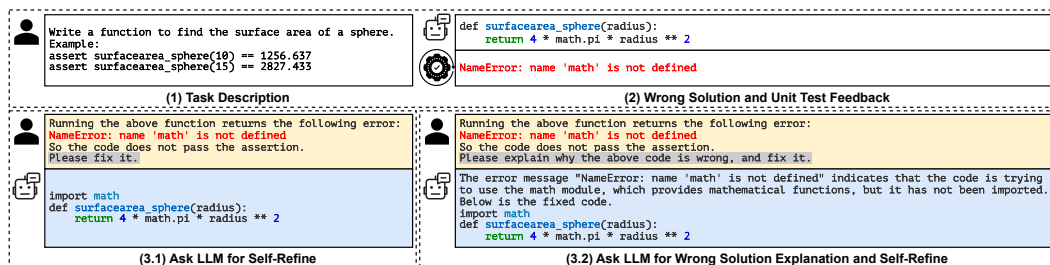 Write a function to find the surface area of a sphere.
Example:
assert surfacearea_sphere(10) == 1256.637
assert surfacearea_sphere(15) == 2827.433
(1) Task Description
def surfacearea_sphere(radius):
    return 4 * math.pi * radius ** 2
NameError: name 'math' is not defined
(2) Wrong Solution and Unit Test Feedback
Running the above function returns the following error:
NameError: name 'math' is not defined
So the code does not pass the assertion.
Please fix it.
import math
def surfacearea_sphere(radius):
    return 4 * math.pi * radius ** 2
(3.1) Ask LLM for Self-Refine
Running the above function returns the following error:
NameError: name 'math' is not defined
So the code does not pass the assertion.
Please explain why the above code is wrong, and fix it.
The error message "NameError: name 'math' is not defined" indicates that the code is trying
to use the math module, which provides mathematical functions, but it has not been imported.
Below is the fixed code.
import math
def surfacearea_sphere(radius):
    return 4 * math.pi * radius ** 2
(3.2) Ask LLM for Wrong Solution Explanation and Self-Refine